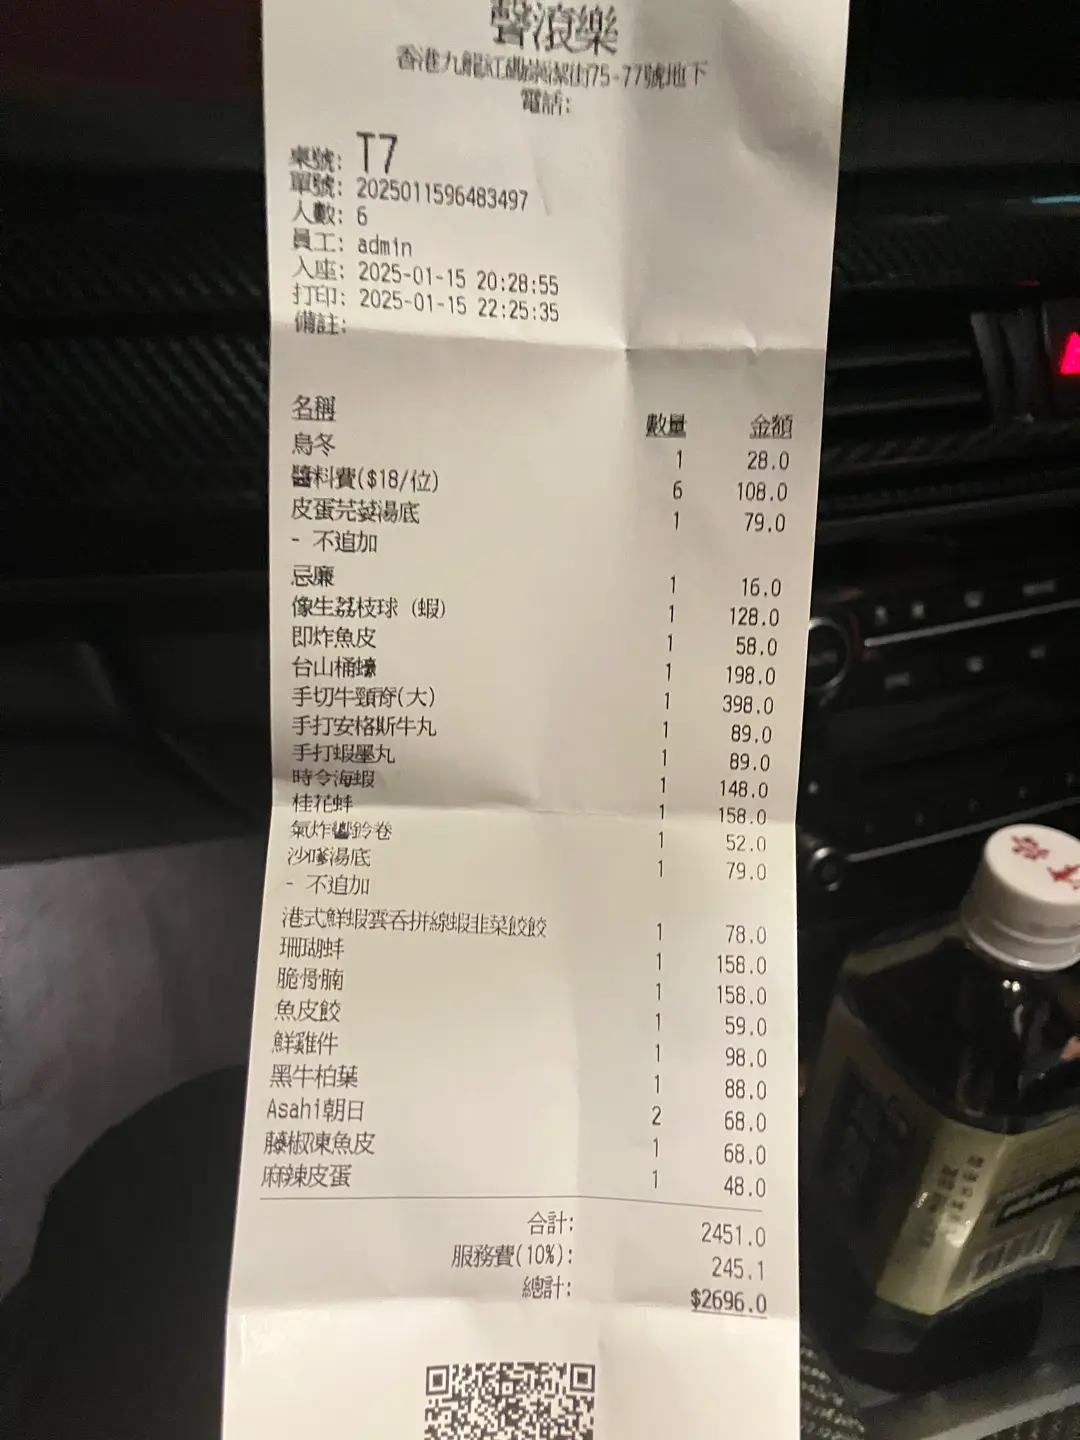 聲滾樂
香港九龍紅磡崇潔街75-77號地下
電話:
桌號: T7
單號: 2025011596483497
人數: 6
員工: admin
入座: 2025-01-15 20:28:55
打印: 2025-01-15 22:25:35
備註:
名稱 數量 金額
烏冬 1 28.0
醬料費($18/位) 6 108.0
皮蛋芫荽湯底 1 79.0
- 不追加
忌廉 1 16.0
像生荔枝球 (蝦) 1 128.0
即炸魚皮 1 58.0
台山桶蠔 1 198.0
手切牛頸脊(大) 1 398.0
手打安格斯牛丸 1 89.0
手打蝦墨丸 1 89.0
時令海蝦 1 148.0
桂花蚌 1 158.0
氣炸響鈴卷 1 52.0
沙嗲湯底 1 79.0
- 不追加
港式鮮蝦雲吞拼線蝦韭菜餃餃 1 78.0
珊瑚蚌 1 158.0
脆骨腩 1 158.0
魚皮餃 1 59.0
鮮雞件 1 98.0
黑牛柏葉 1 88.0
Asahi朝日 2 68.0
藤椒凍魚皮 1 68.0
麻辣皮蛋 1 48.0
合計: 2451.0
服務費(10%): 245.1
總計: $2696.0